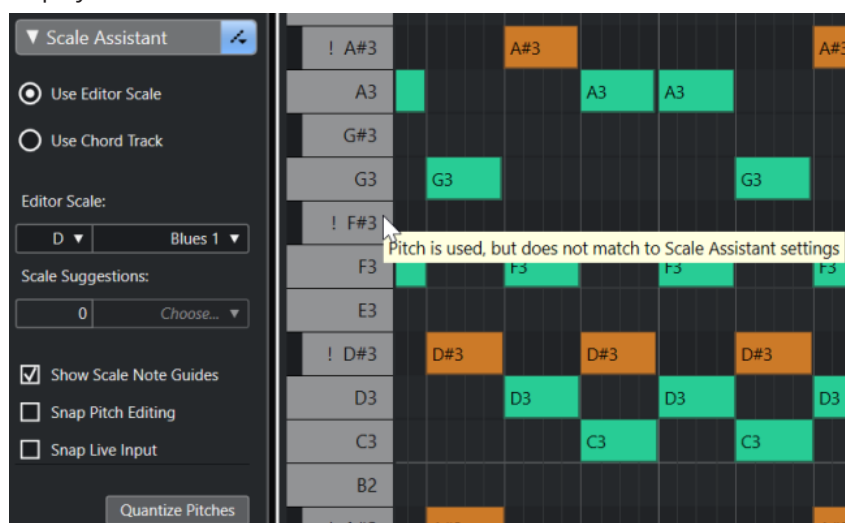 ▼ Scale Assistant
Use Editor Scale
Use Chord Track
Editor Scale:
D ▼ Blues 1 ▼
Scale Suggestions:
0 Choose... ▼
Show Scale Note Guides
Snap Pitch Editing
Snap Live Input
Quantize Pitches
! A#3 A#3
A3 A3 A3
G#3
G3 G3 G3
! F#3
Pitch is used, but does not match to Scale Assistant settings
F3 F3 F3 F3
E3
! D#3 D#3 D#3 D#3
D3 D3 D3 D3
C3 C3 C3
B2